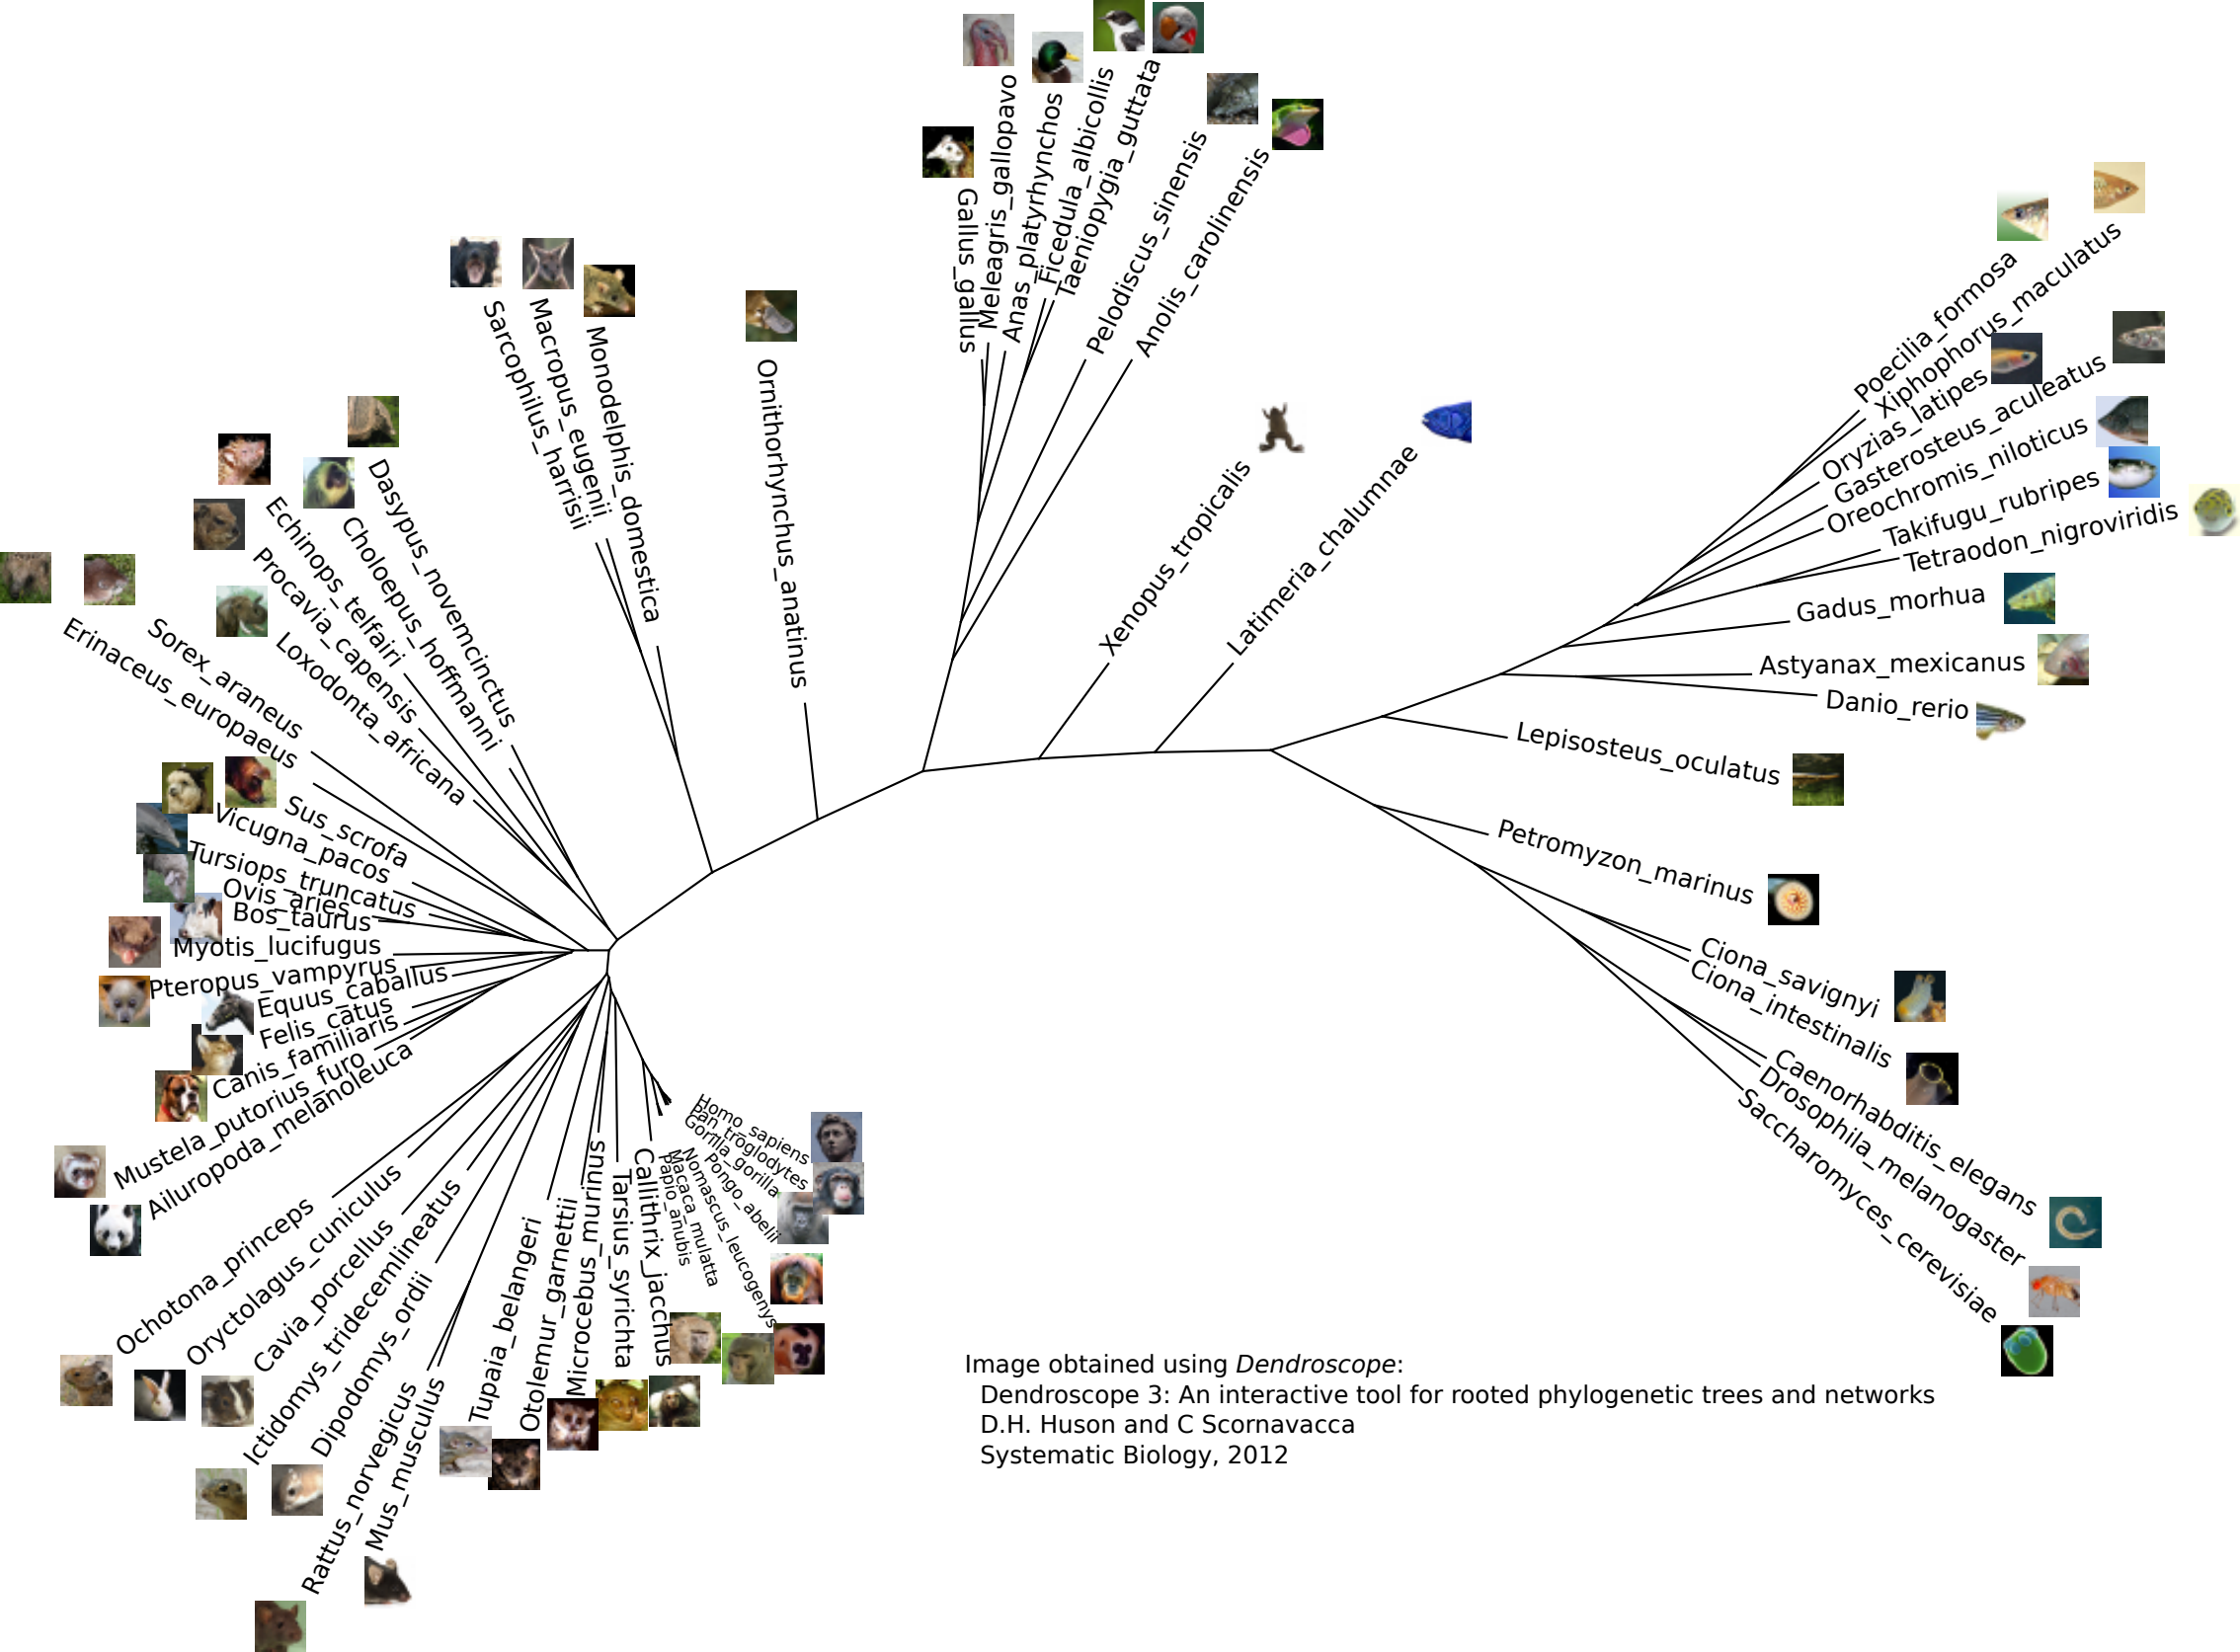 Gallus_gallus
Meleagris_gallopavo
Anas_platyrhynchos
Ficedula_albicollis
Taeniopygia_guttata
Pelodiscus_sinensis
Anolis_carolinensis
Xenopus_tropicalis
Latimeria_chalumnae
Poecilia_formosa
Xiphophorus_maculatus
Oryzias_latipes
Gasterosteus_aculeatus
Oreochromis_niloticus
Takifugu_rubripes
Tetraodon_nigroviridis
Gadus_morhua
Astyanax_mexicanus
Danio_rerio
Lepisosteus_oculatus
Petromyzon_marinus
Ciona_savignyi
Ciona_intestinalis
Caenorhabditis_elegans
Drosophila_melanogaster
Saccharomyces_cerevisiae
Ornithorhynchus_anatinus
Monodelphis_domestica
Macropus_eugenii
Sarcophilus_harrisii
Dasypus_novemcinctus
Choloepus_hoffmanni
Echinops_telfairi
Procavia_capensis
Loxodonta_africana
Sorex_araneus
Erinaceus_europaeus
Sus_scrofa
Vicugna_pacos
Tursiops_truncatus
Ovis_aries
Bos_taurus
Myotis_lucifugus
Pteropus_vampyrus
Equus_caballus
Felis_catus
Canis_familiaris
Mustela_putorius_furo
Ailuropoda_melanoleuca
Ochotona_princeps
Oryctolagus_cuniculus
Cavia_porcellus
Ictidomys_tridecemlineatus
Dipodomys_ordii
Rattus_norvegicus
Mus_musculus
Tupaia_belangeri
Otolemur_garnettii
Microcebus_murinus
Tarsius_syrichta
Callithrix_jacchus
Papio_anubis
Macaca_mulatta
Nomascus_leucogenys
Pongo_abelii
Gorilla_gorilla
Pan_troglodytes
Homo_sapiens
Image obtained using Dendroscope:
Dendroscope 3: An interactive tool for rooted phylogenetic trees and networks
D.H. Huson and C Scornavacca
Systematic Biology, 2012